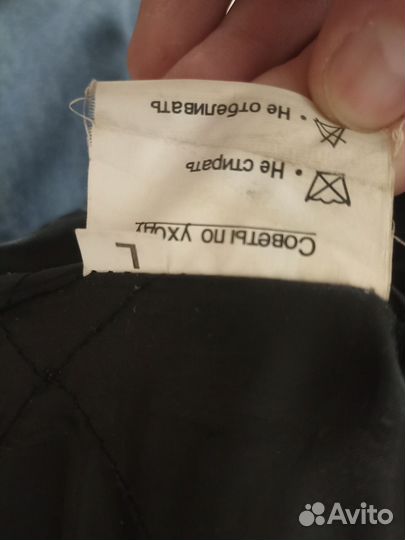 L
Советы по уходу
• Не стирать
• Не отбеливать
Avito